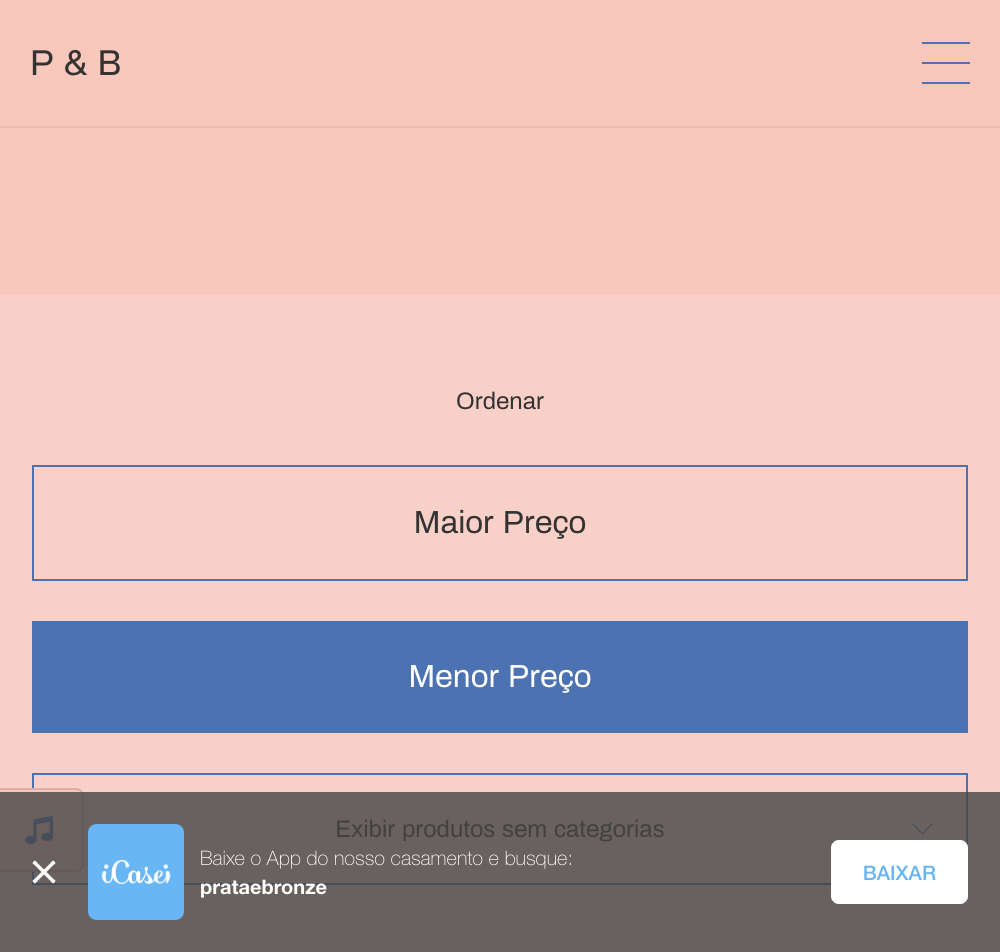 P & B
Ordenar
Maior Preço
Menor Preço
Exibir produtos sem categorias
iCasei
Baixe o App do nosso casamento e busque:
prataebronze
BAIXAR